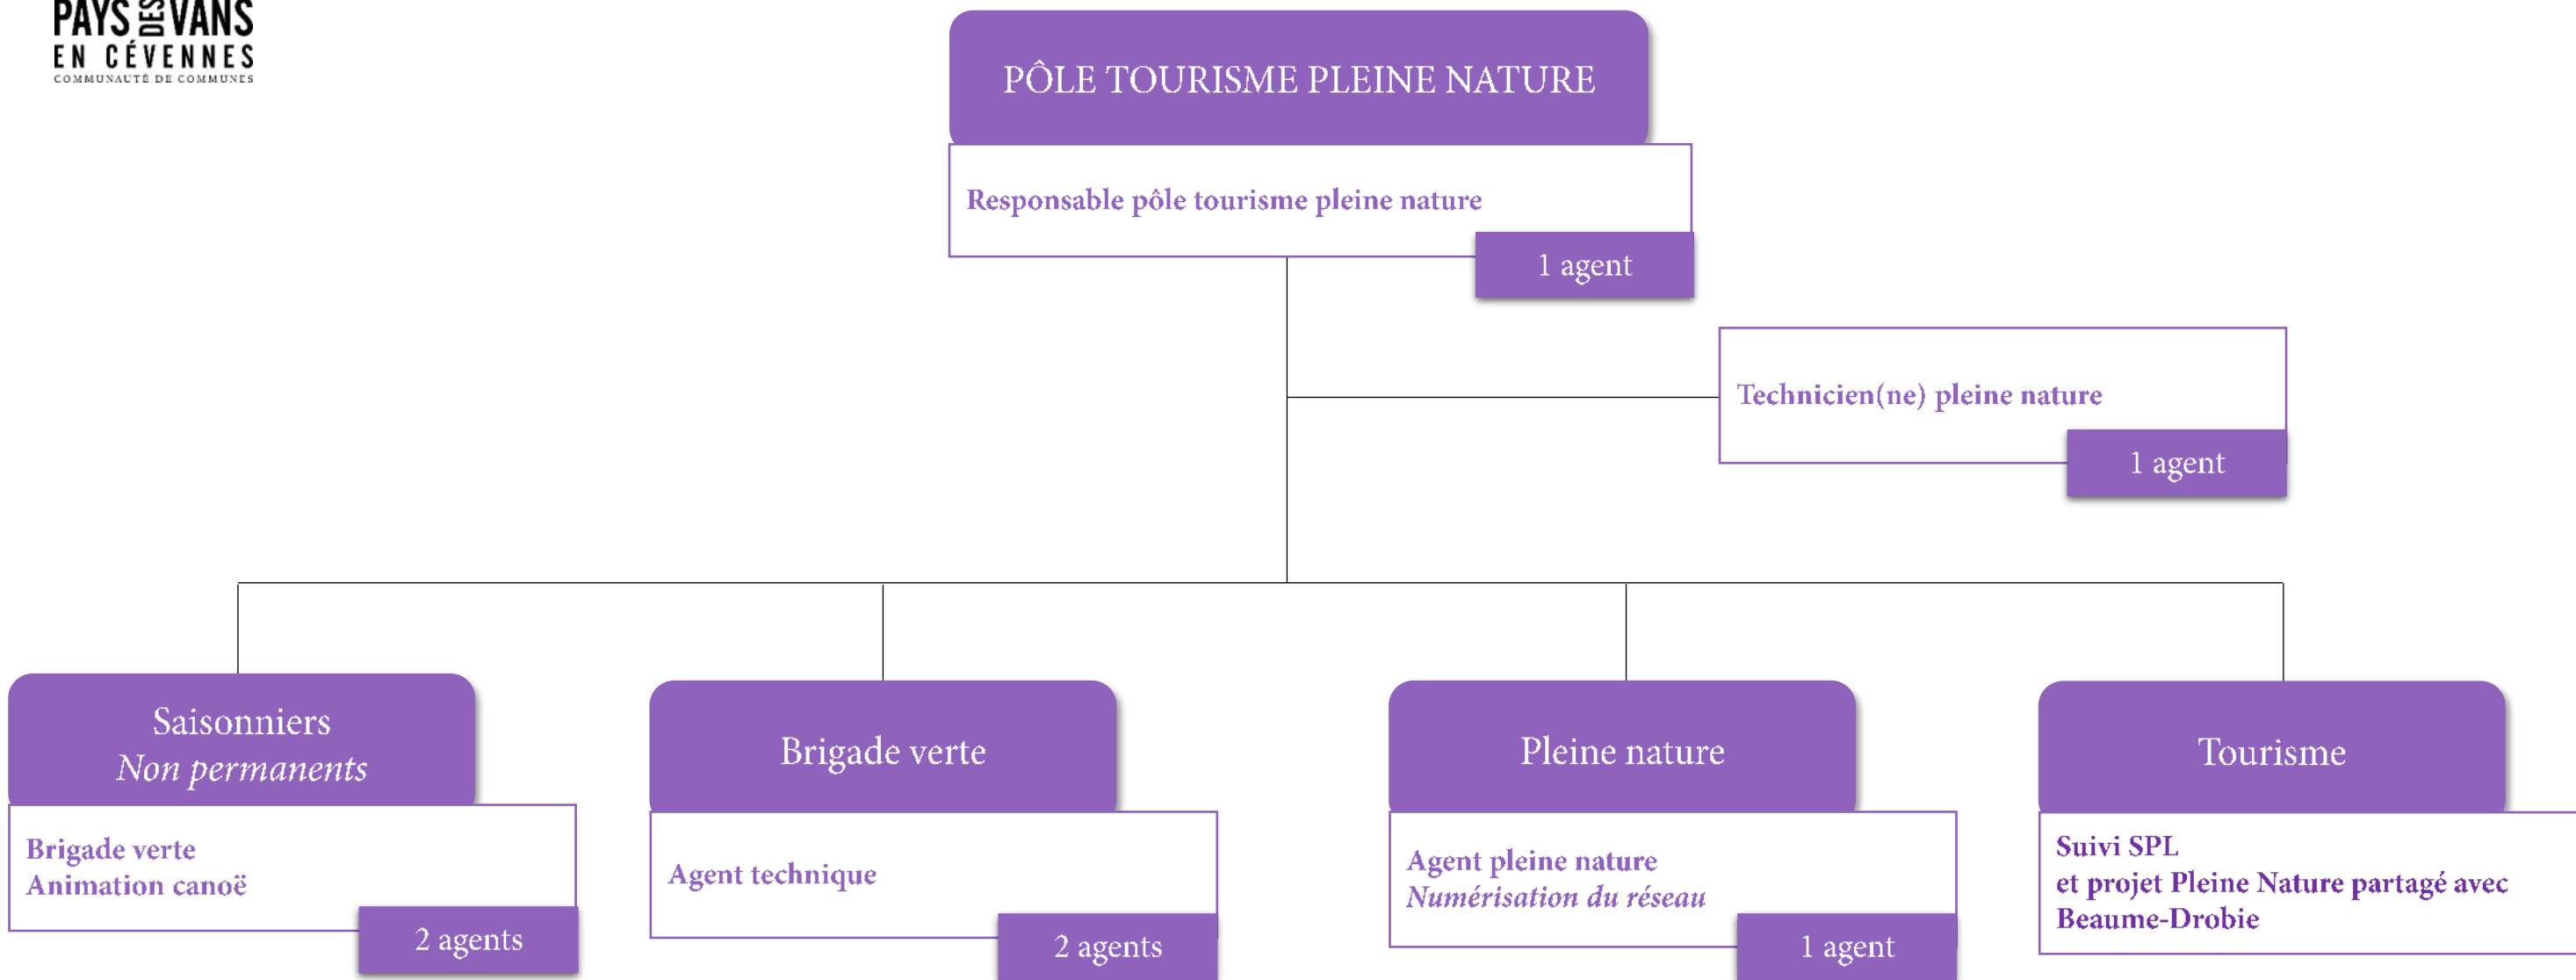 PAYS DES VANS
EN CÉVENNES
COMMUNAUTÉ DE COMMUNES
PÔLE TOURISME PLEINE NATURE
Responsable pôle tourisme pleine nature
1 agent
Technicien(ne) pleine nature
1 agent
Saisonniers
Non permanents
Brigade verte
Animation canoë
2 agents
Brigade verte
Agent technique
2 agents
Pleine nature
Agent pleine nature
Numérisation du réseau
1 agent
Tourisme
Suivi SPL
et projet Pleine Nature partagé avec
Beaume-Drobie